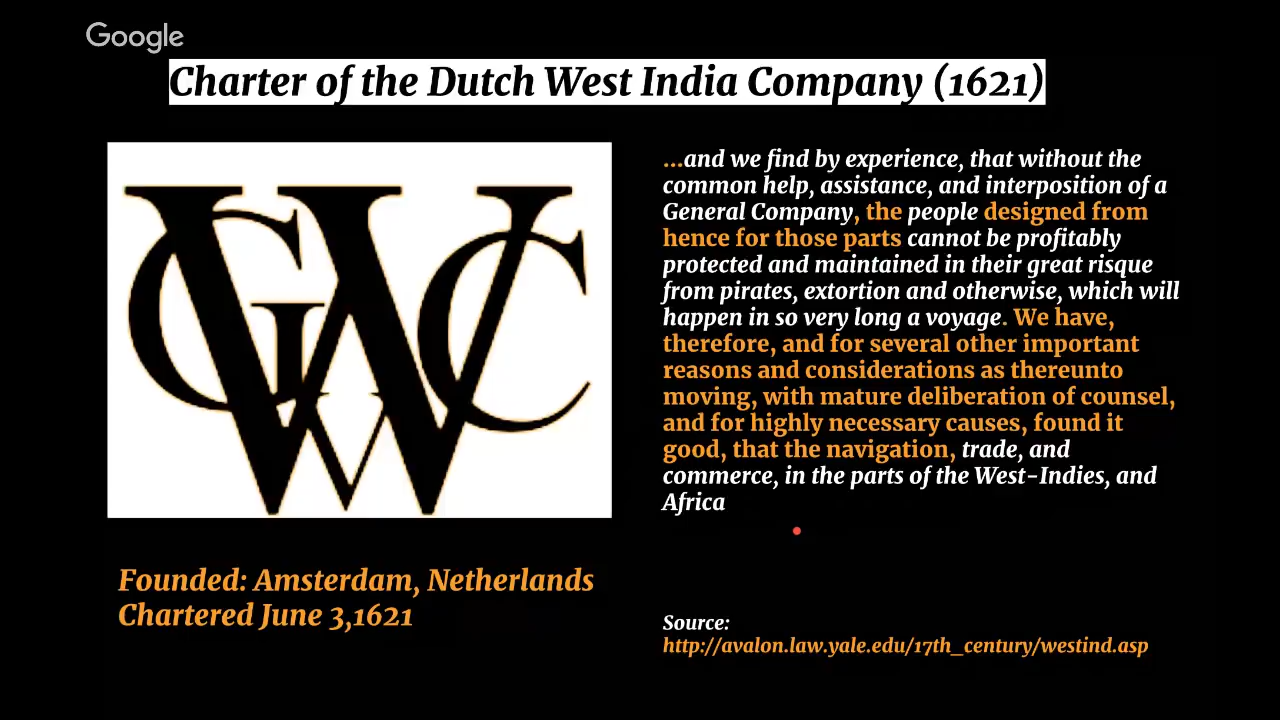 Google
Charter of the Dutch West India Company (1621)
GWC
...and we find by experience, that without the
common help, assistance, and interposition of a
General Company, the people designed from
hence for those parts cannot be profitably
protected and maintained in their great risque
from pirates, extortion and otherwise, which will
happen in so very long a voyage. We have,
therefore, and for several other important
reasons and considerations as thereunto
moving, with mature deliberation of counsel,
and for highly necessary causes, found it
good, that the navigation, trade, and
commerce, in the parts of the West-Indies, and
Africa
Founded: Amsterdam, Netherlands
Chartered June 3,1621
Source:
http://avalon.law.yale.edu/17th_century/westind.asp